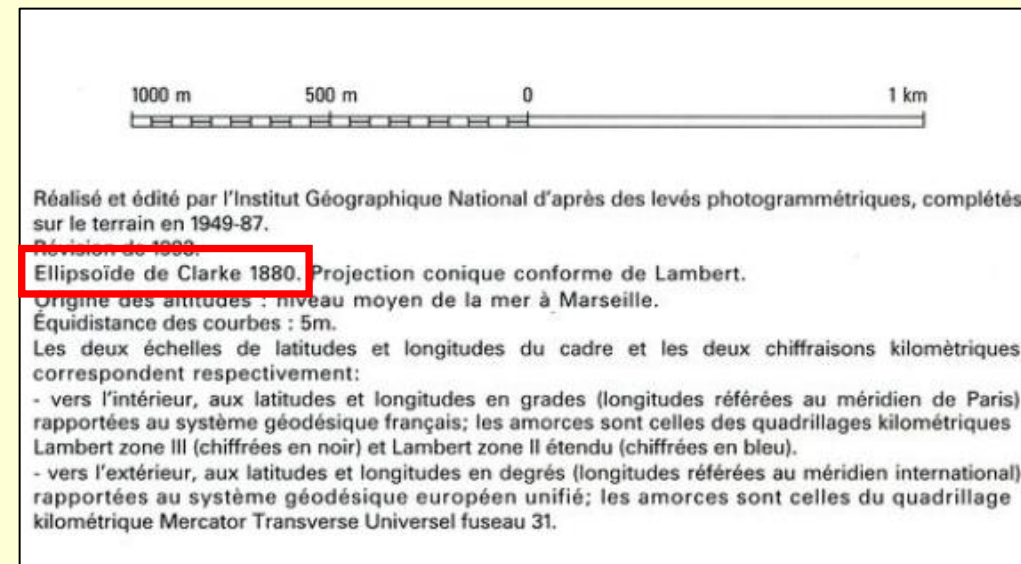 1000 m 500 m 0 1 km
Réalisé et édité par l'Institut Géographique National d'après des levés photogrammétriques, complétés
sur le terrain en 1949-87.
Révision de
Ellipsoïde de Clarke 1880. Projection conique conforme de Lambert.
Origine des altitudes : niveau moyen de la mer à Marseille.
Équidistance des courbes : 5m.
Les deux échelles de latitudes et longitudes du cadre et les deux chiffraisons kilomètriques
correspondent respectivement:
- vers l'intérieur, aux latitudes et longitudes en grades (longitudes référées au méridien de Paris)
rapportées au système géodésique français; les amorces sont celles des quadrillages kilométriques
Lambert zone III (chiffrées en noir) et Lambert zone II étendu (chiffrées en bleu).
- vers l'extérieur, aux latitudes et longitudes en degrés (longitudes référées au méridien international)
rapportées au système géodésique européen unifié; les amorces sont celles du quadrillage
kilométrique Mercator Transverse Universel fuseau 31.